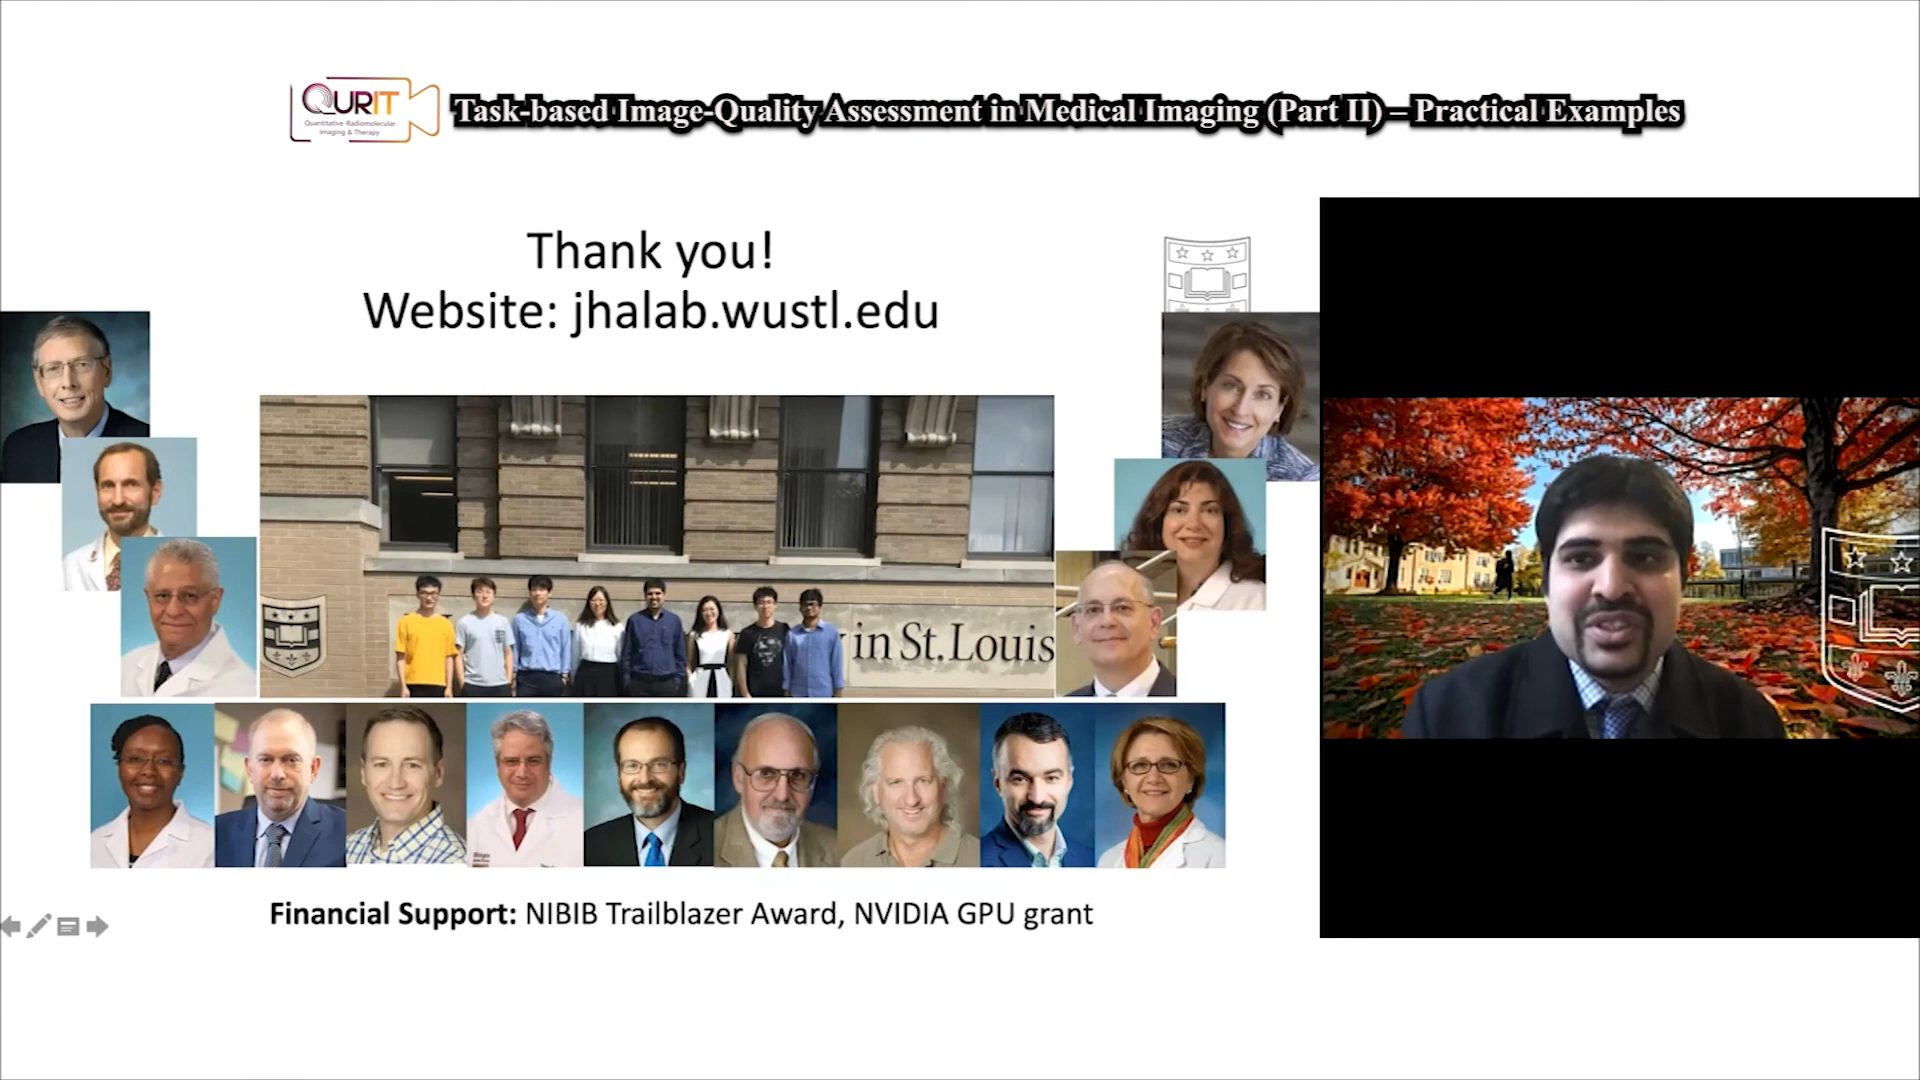 QURIT
Quantitative Radiomolecular
Imaging & Therapy
Task-based Image-Quality Assessment in Medical Imaging (Part II) – Practical Examples
Thank you!
Website: jhalab.wustl.edu
in St. Louis
Financial Support: NIBIB Trailblazer Award, NVIDIA GPU grant